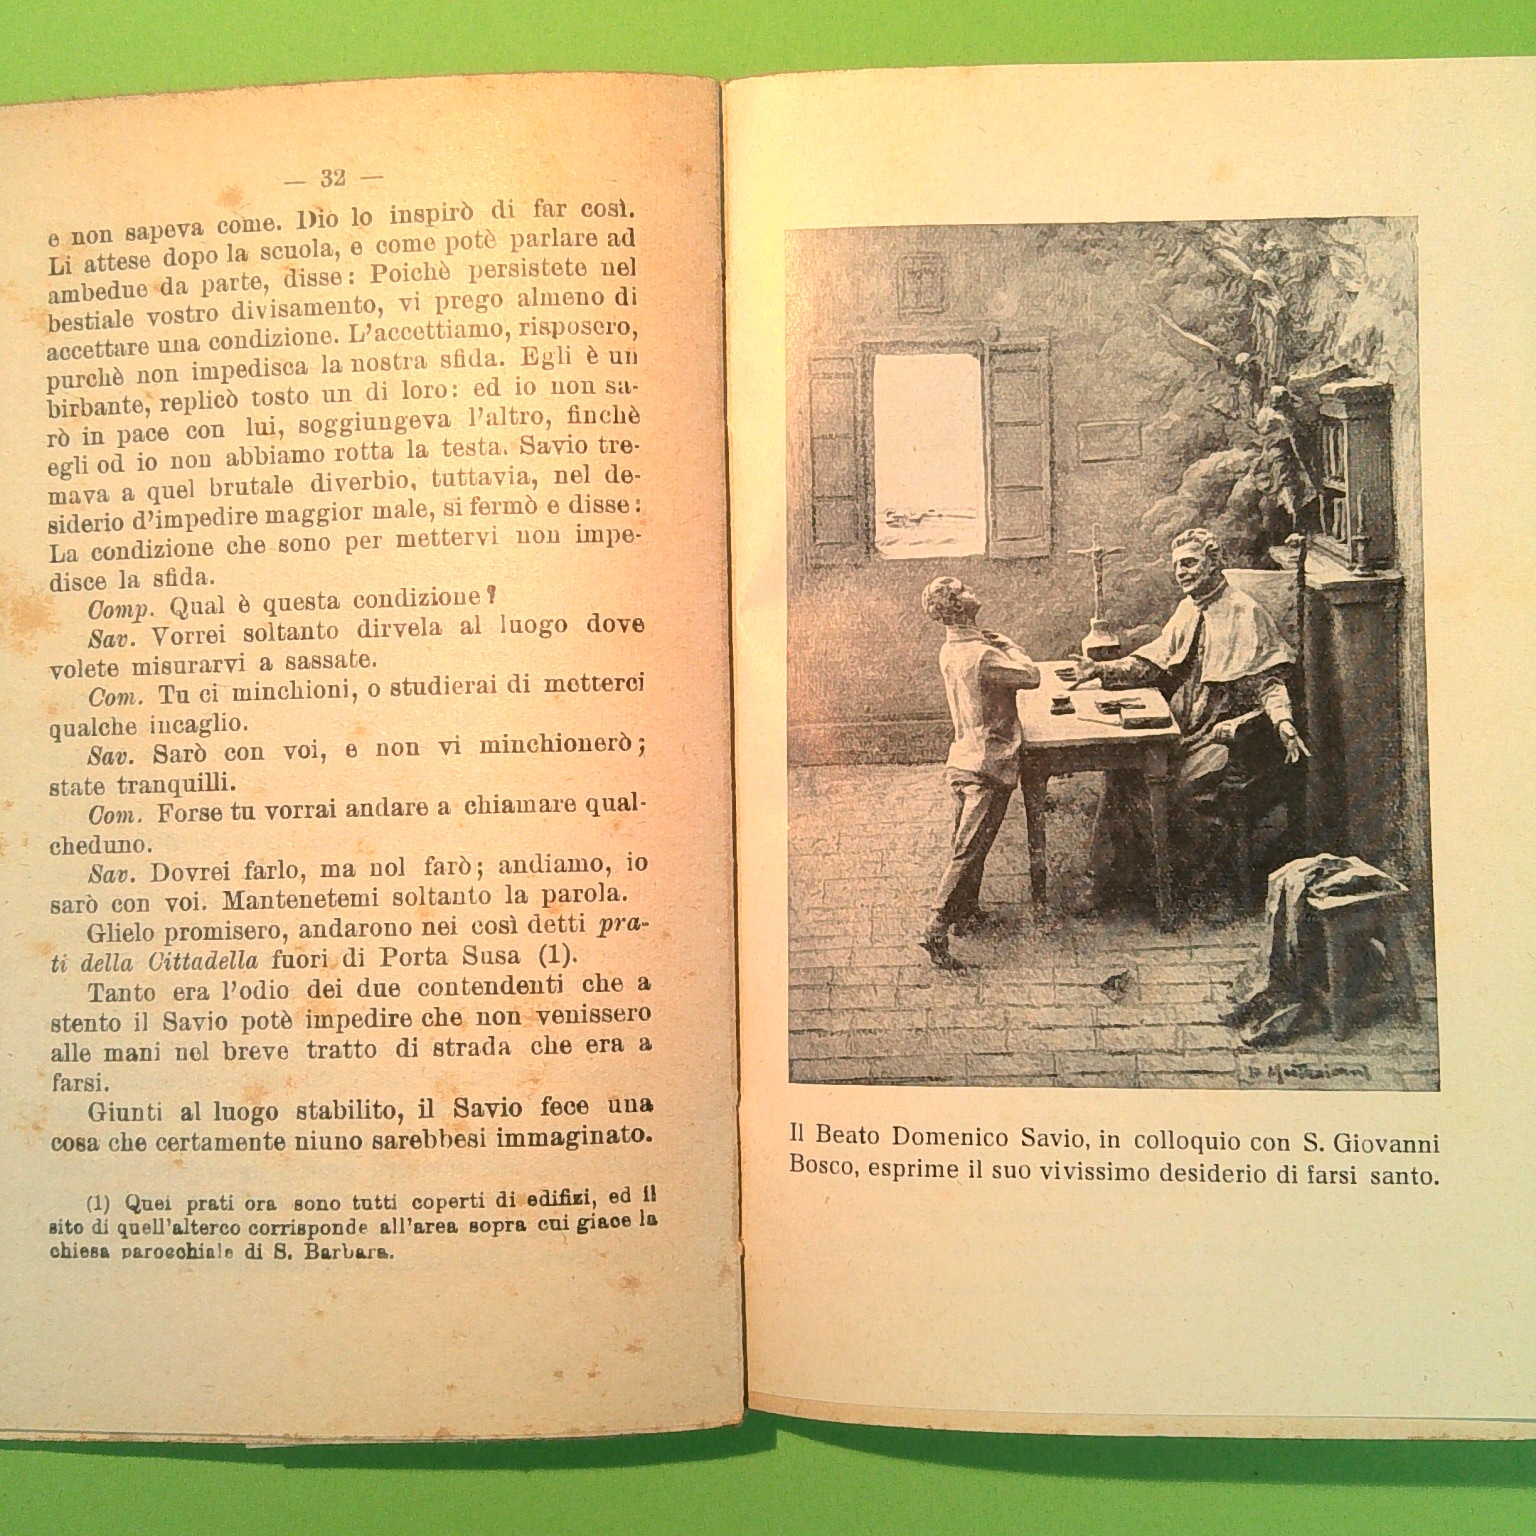 — 32 —
e non sapeva come. Dio lo inspirò di far così.
Li attese dopo la scuola, e come potè parlare ad
ambedue da parte, disse: Poichè persistete nel
bestiale vostro divisamento, vi prego almeno di
accettare una condizione. L'accettiamo, risposero,
purchè non impedisca la nostra sfida. Egli è un
birbante, replicò tosto un di loro: ed io non sa-
rò in pace con lui, soggiungeva l'altro, finchè
egli od io non abbiamo rotta la testa. Savio tre-
mava a quel brutale diverbio, tuttavia, nel de-
siderio d'impedire maggior male, si fermò e disse:
La condizione che sono per mettervi non impe-
disce la sfida.
Comp. Qual è questa condizione?
Sav. Vorrei soltanto dirvela al luogo dove
volete misurarvi a sassate.
Com. Tu ci minchioni, o studierai di metterci
qualche incaglio.
Sav. Sarò con voi, e non vi minchionerò;
state tranquilli.
Com. Forse tu vorrai andare a chiamare qual-
cheduno.
Sav. Dovrei farlo, ma nol farò; andiamo, io
sarò con voi. Mantenetemi soltanto la parola.
Glielo promisero, andarono nei così detti pra-
ti della Cittadella fuori di Porta Susa (1).
Tanto era l'odio dei due contendenti che a
stento il Savio potè impedire che non venissero
alle mani nel breve tratto di strada che era a
farsi.
Giunti al luogo stabilito, il Savio fece una
cosa che certamente niuno sarebbesi immaginato.
(1) Quei prati ora sono tutti coperti di edifizi, ed il
sito di quell'alterco corrisponde all'area sopra cui giace la
chiesa parocchiale di S. Barbara.
Il Beato Domenico Savio, in colloquio con S. Giovanni
Bosco, esprime il suo vivissimo desiderio di farsi santo.